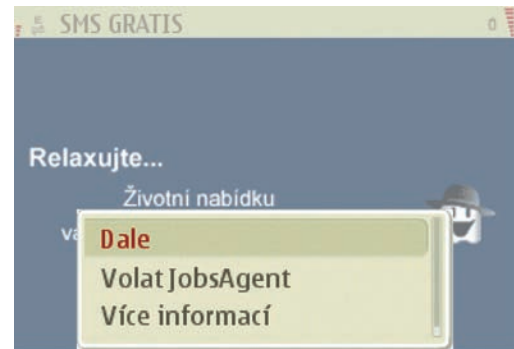 SMS GRATIS
Relaxujte...
Životní nabídku
Dale
Volat JobsAgent
Více informací